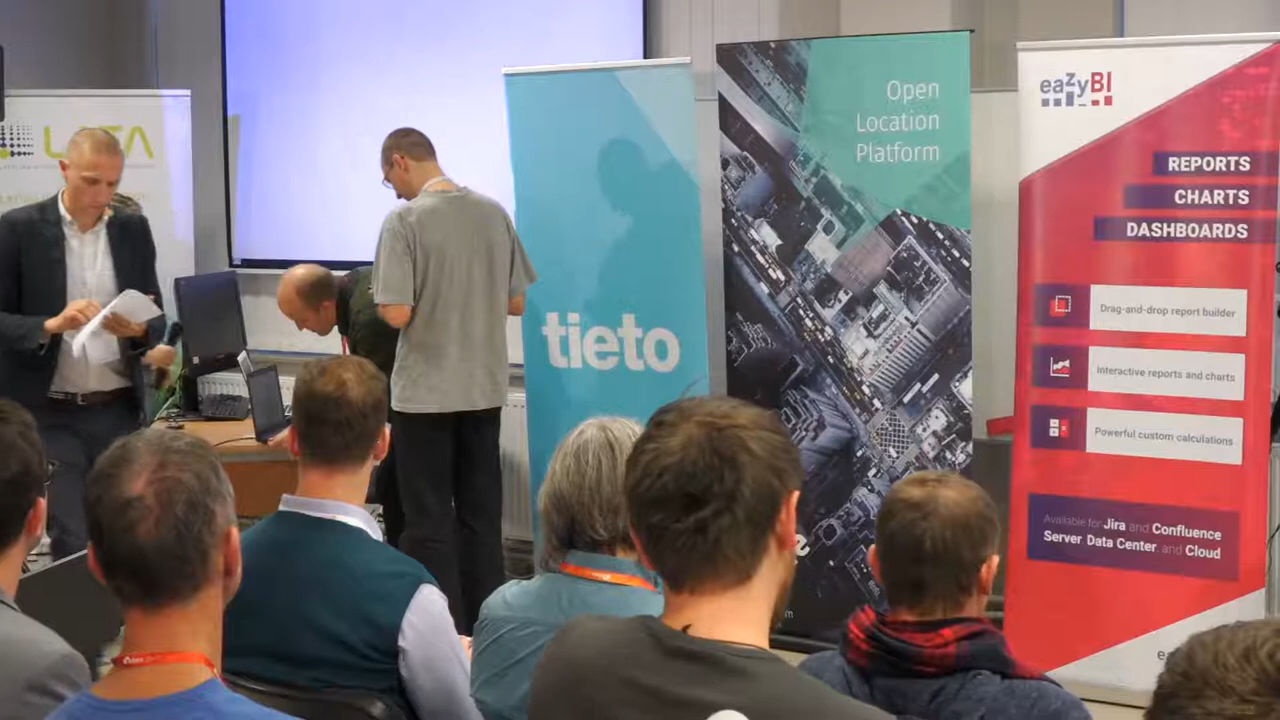 LATA
tieto
Open
Location
Platform
eazyBI
REPORTS
CHARTS
DASHBOARDS
Drag-and-drop report builder
Interactive reports and charts
Powerful custom calculations
Available for Jira and Confluence
Server, Data Center, and Cloud